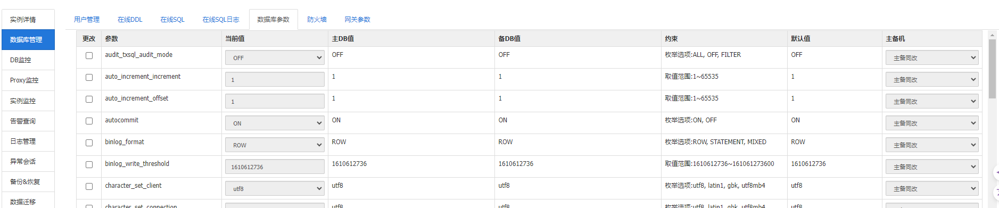 实例详情
数据库管理
DB监控
Proxy监控
实例监控
告警查询
日志管理
异常会话
备份&恢复
数据迁移
用户管理 在线DDL 在线SQL 在线SQL日志 数据库参数 防火墙 网关参数
更改 参数 当前值 主DB值 备DB值 约束 默认值 主备机
audit_txsql_audit_mode OFF OFF OFF 枚举选项:ALL, OFF, FILTER OFF 主备同改
auto_increment_increment 1 1 1 取值范围:1~65535 1 主备同改
auto_increment_offset 1 1 1 取值范围:1~65535 1 主备同改
autocommit ON ON ON 枚举选项:ON, OFF ON 主备同改
binlog_format ROW ROW ROW 枚举选项:ROW, STATEMENT, MIXED ROW 主备同改
binlog_write_threshold 1610612736 1610612736 1610612736 取值范围:1610612736~161061273600 1610612736 主备同改
character_set_client utf8 utf8 utf8 枚举选项:utf8, latin1, gbk, utf8mb4 utf8 主备同改
character_set_connection utf8 utf8 枚举选项:utf8, latin1, gbk, utf8mb4 utf8